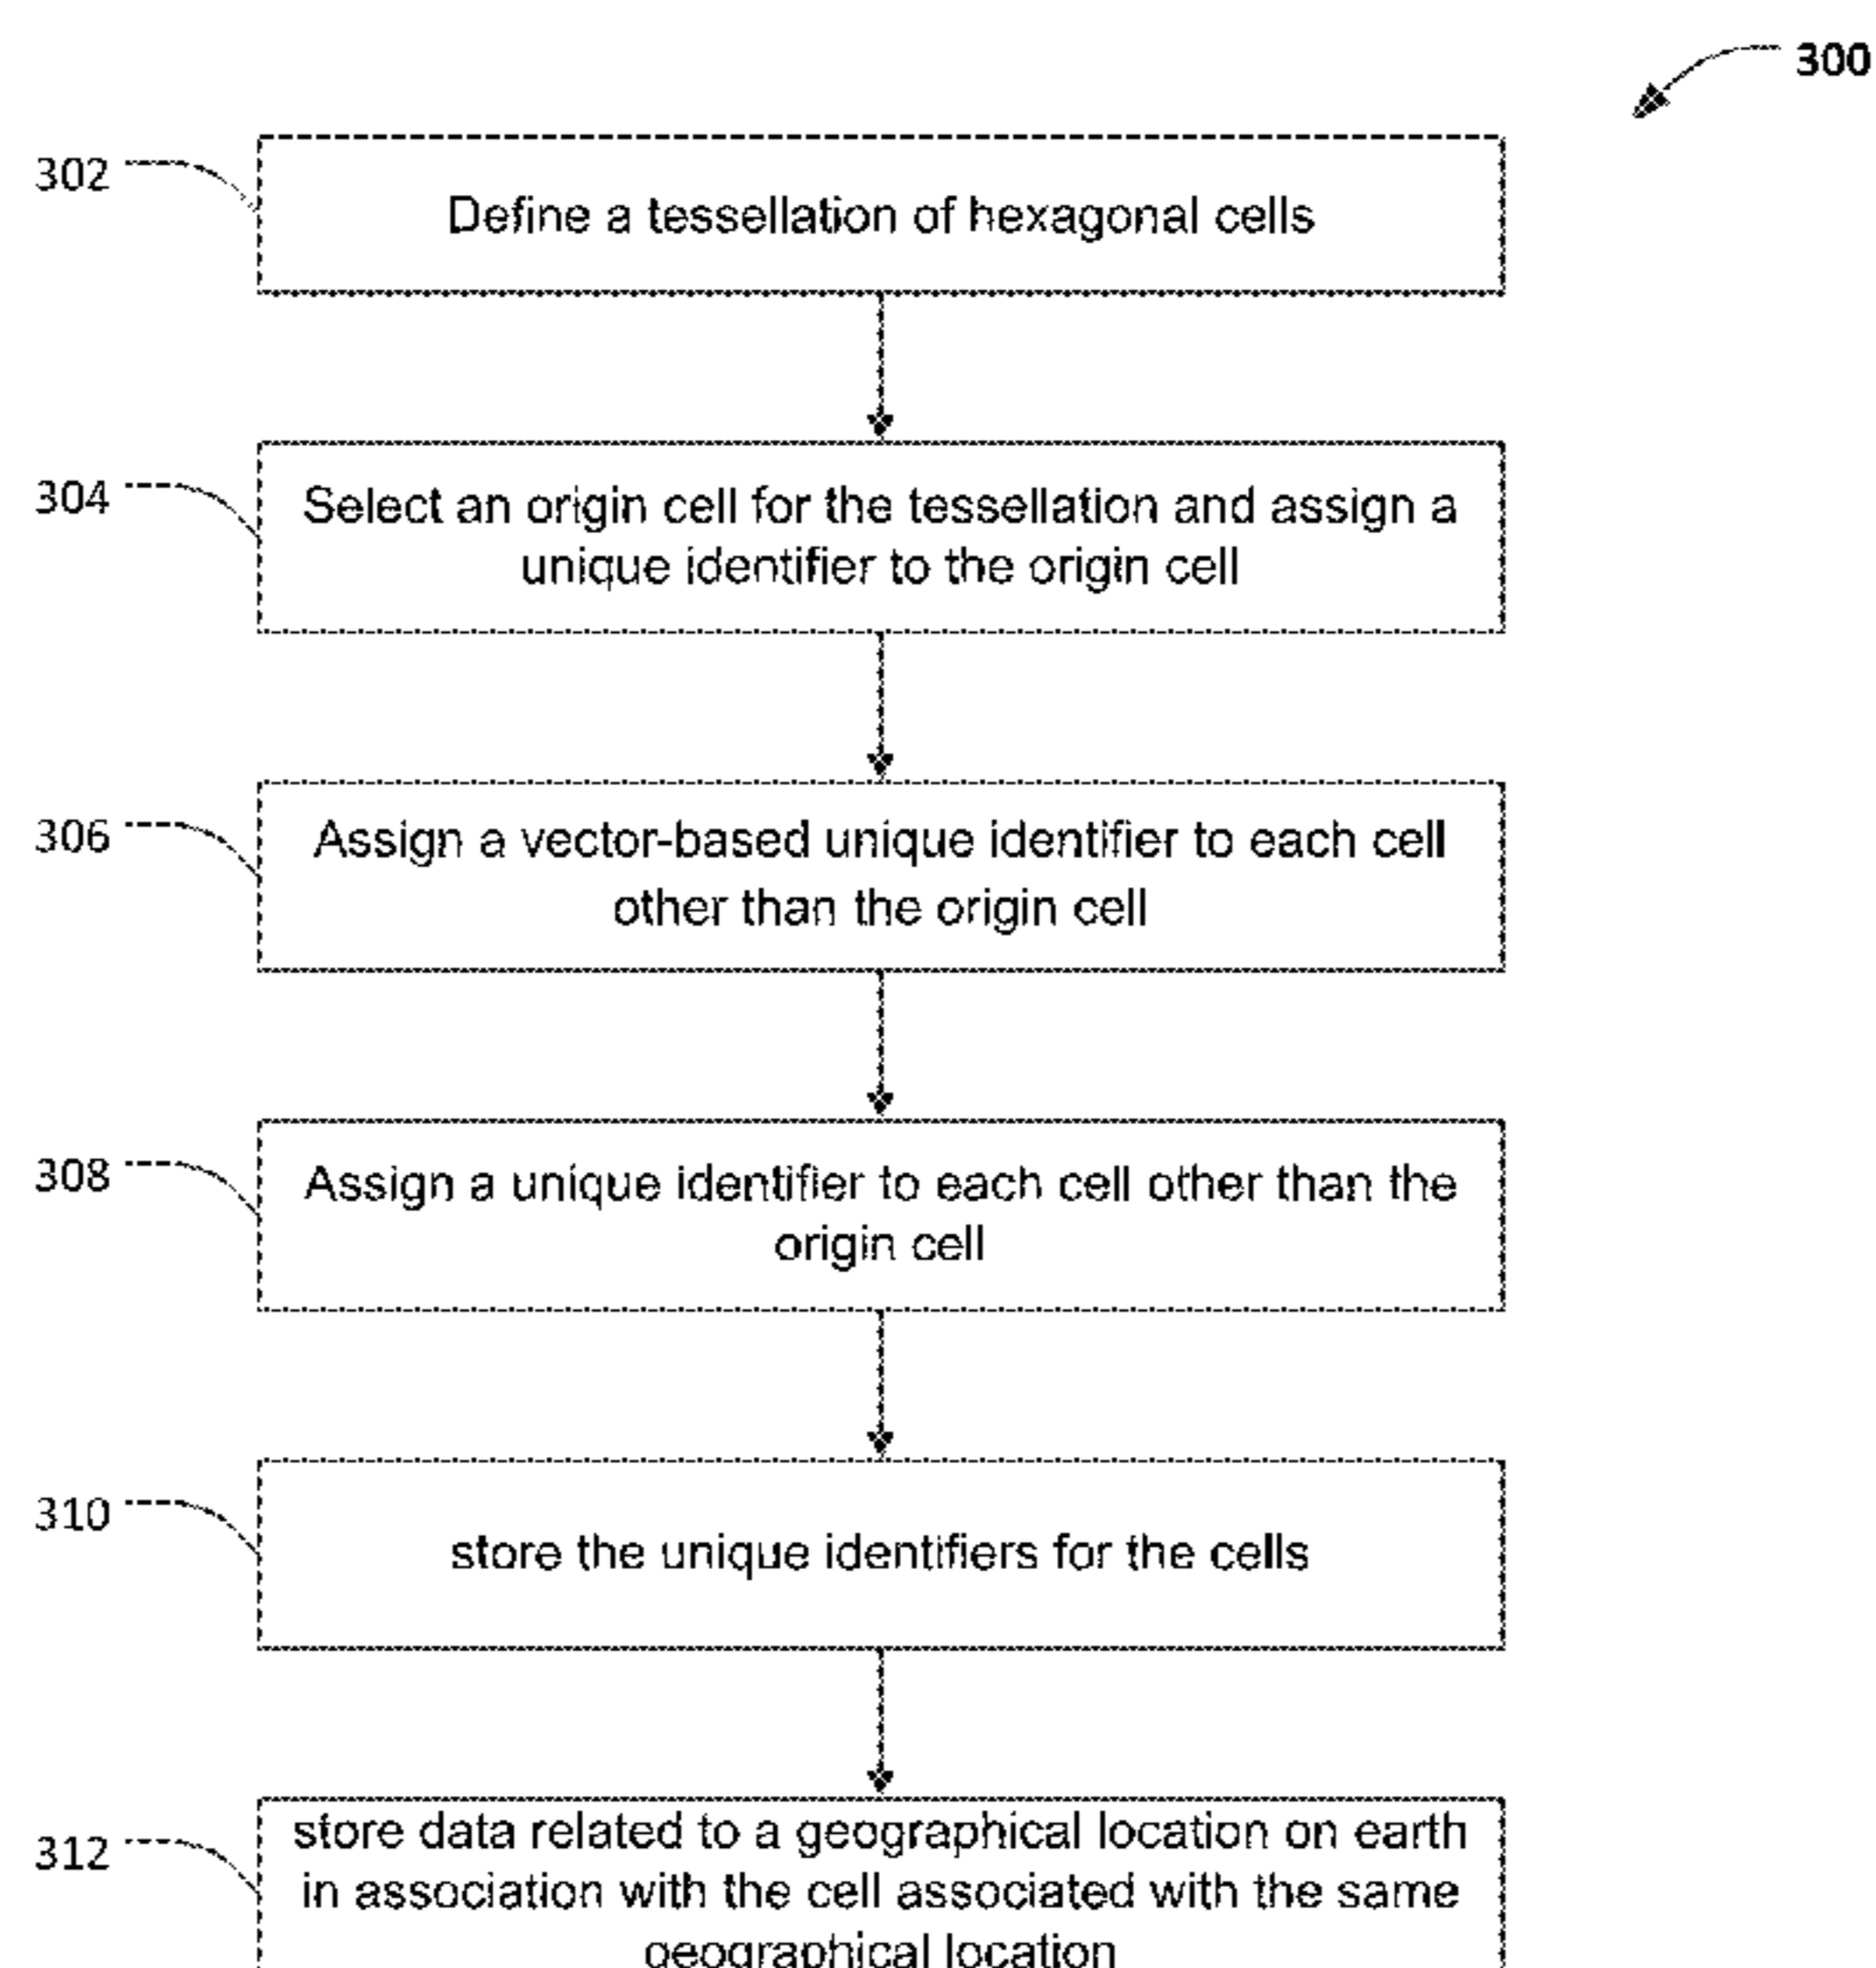 300
302
Define a tessellation of hexagonal cells
304
Select an origin cell for the tessellation and assign a
unique identifier to the origin cell
306
Assign a vector-based unique identifier to each cell
other than the origin cell
308
Assign a unique identifier to each cell other than the
origin cell
310
store the unique identifiers for the cells
312
store data related to a geographical location on earth
in association with the cell associated with the same
geographical location